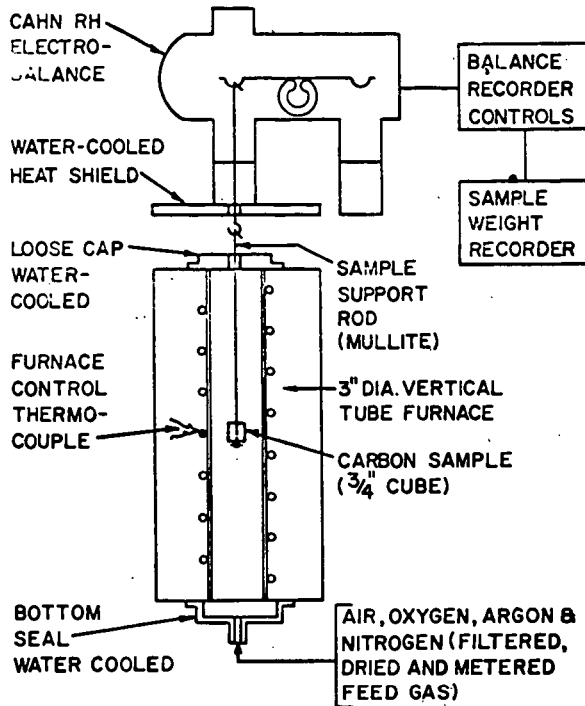 CAHN RH
ELECTRO-
BALANCE
BALANCE
RECORDER
CONTROLS
WATER-COOLED
HEAT SHIELD
SAMPLE
WEIGHT
RECORDER
LOOSE CAP
WATER-
COOLED
SAMPLE
SUPPORT
ROD
(MULLITE)
FURNACE
CONTROL
THERMO-
COUPLE
3" DIA. VERTICAL
TUBE FURNACE
CARBON SAMPLE
(3/4" CUBE)
BOTTOM
SEAL
WATER COOLED
AIR, OXYGEN, ARGON &
NITROGEN (FILTERED,
DRIED AND METERED
FEED GAS)